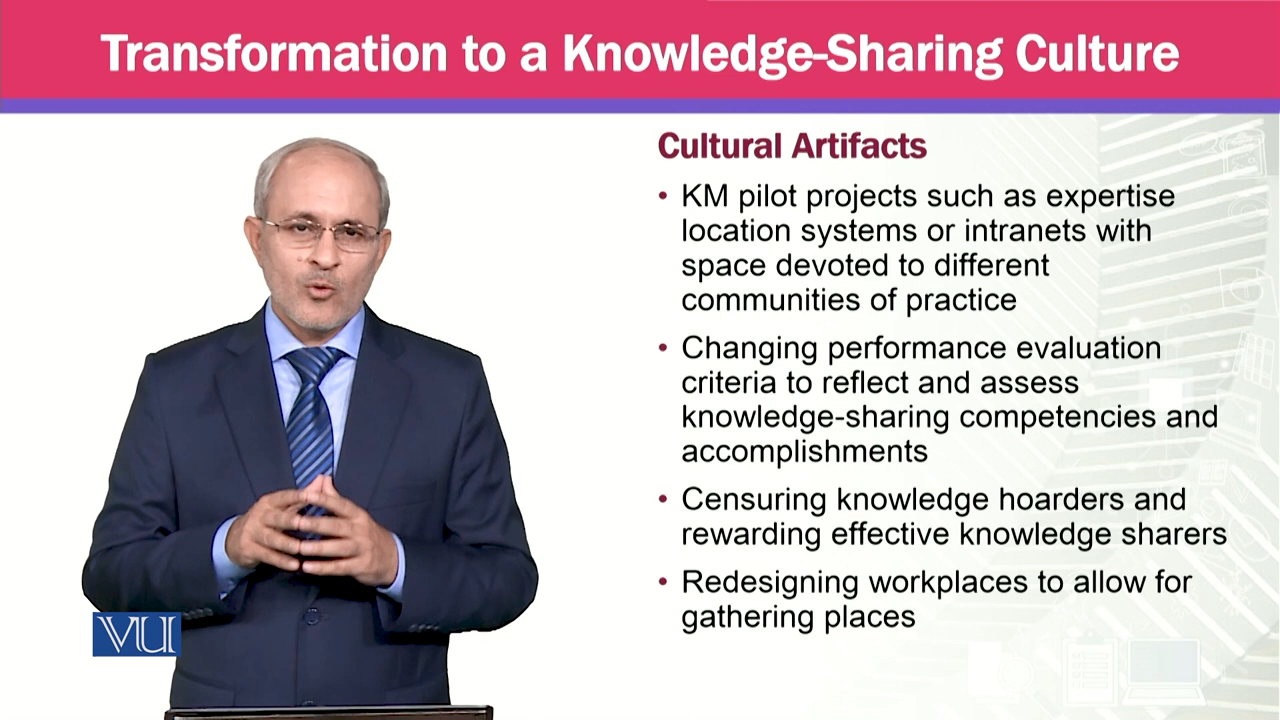 Transformation to a Knowledge-Sharing Culture
Cultural Artifacts
• KM pilot projects such as expertise
location systems or intranets with
space devoted to different
communities of practice
• Changing performance evaluation
criteria to reflect and assess
knowledge-sharing competencies and
accomplishments
• Censuring knowledge hoarders and
rewarding effective knowledge sharers
• Redesigning workplaces to allow for
gathering places
VU